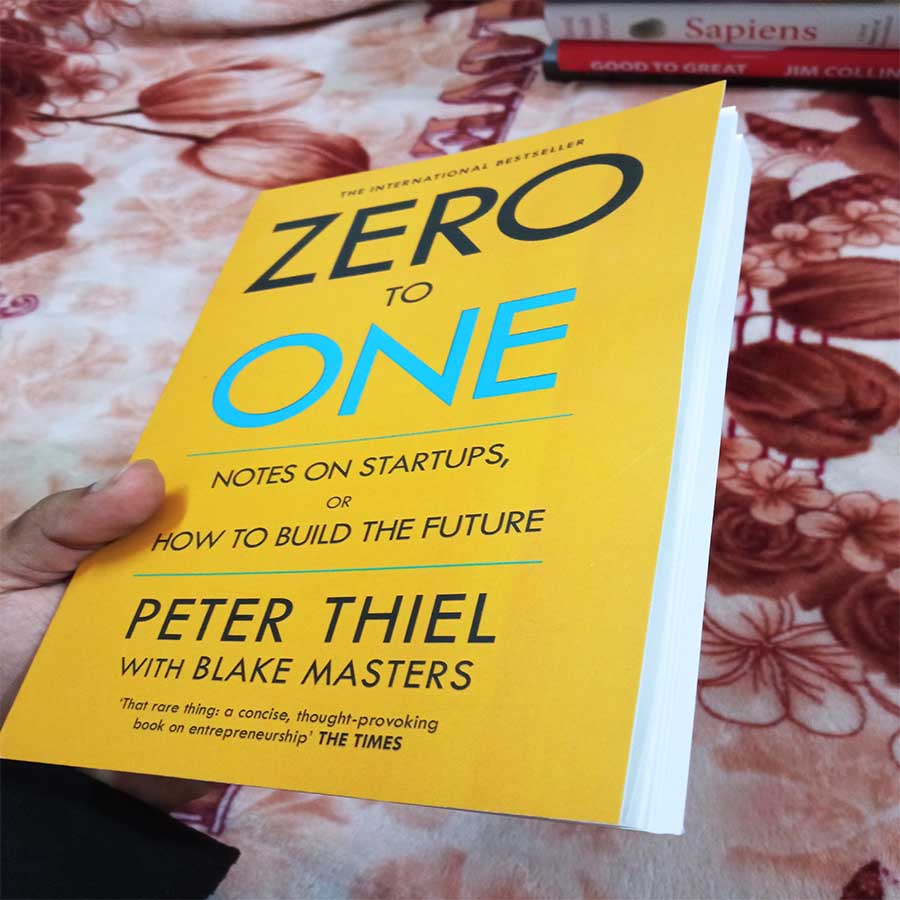 Sapiens
GOOD TO GREAT JIM COLLIN
THE INTERNATIONAL BESTSELLER
ZERO
TO
ONE
NOTES ON STARTUPS,
OR
HOW TO BUILD THE FUTURE
PETER THIEL
WITH BLAKE MASTERS
‘That rare thing: a concise, thought-provoking
book on entrepreneurship’ THE TIMES